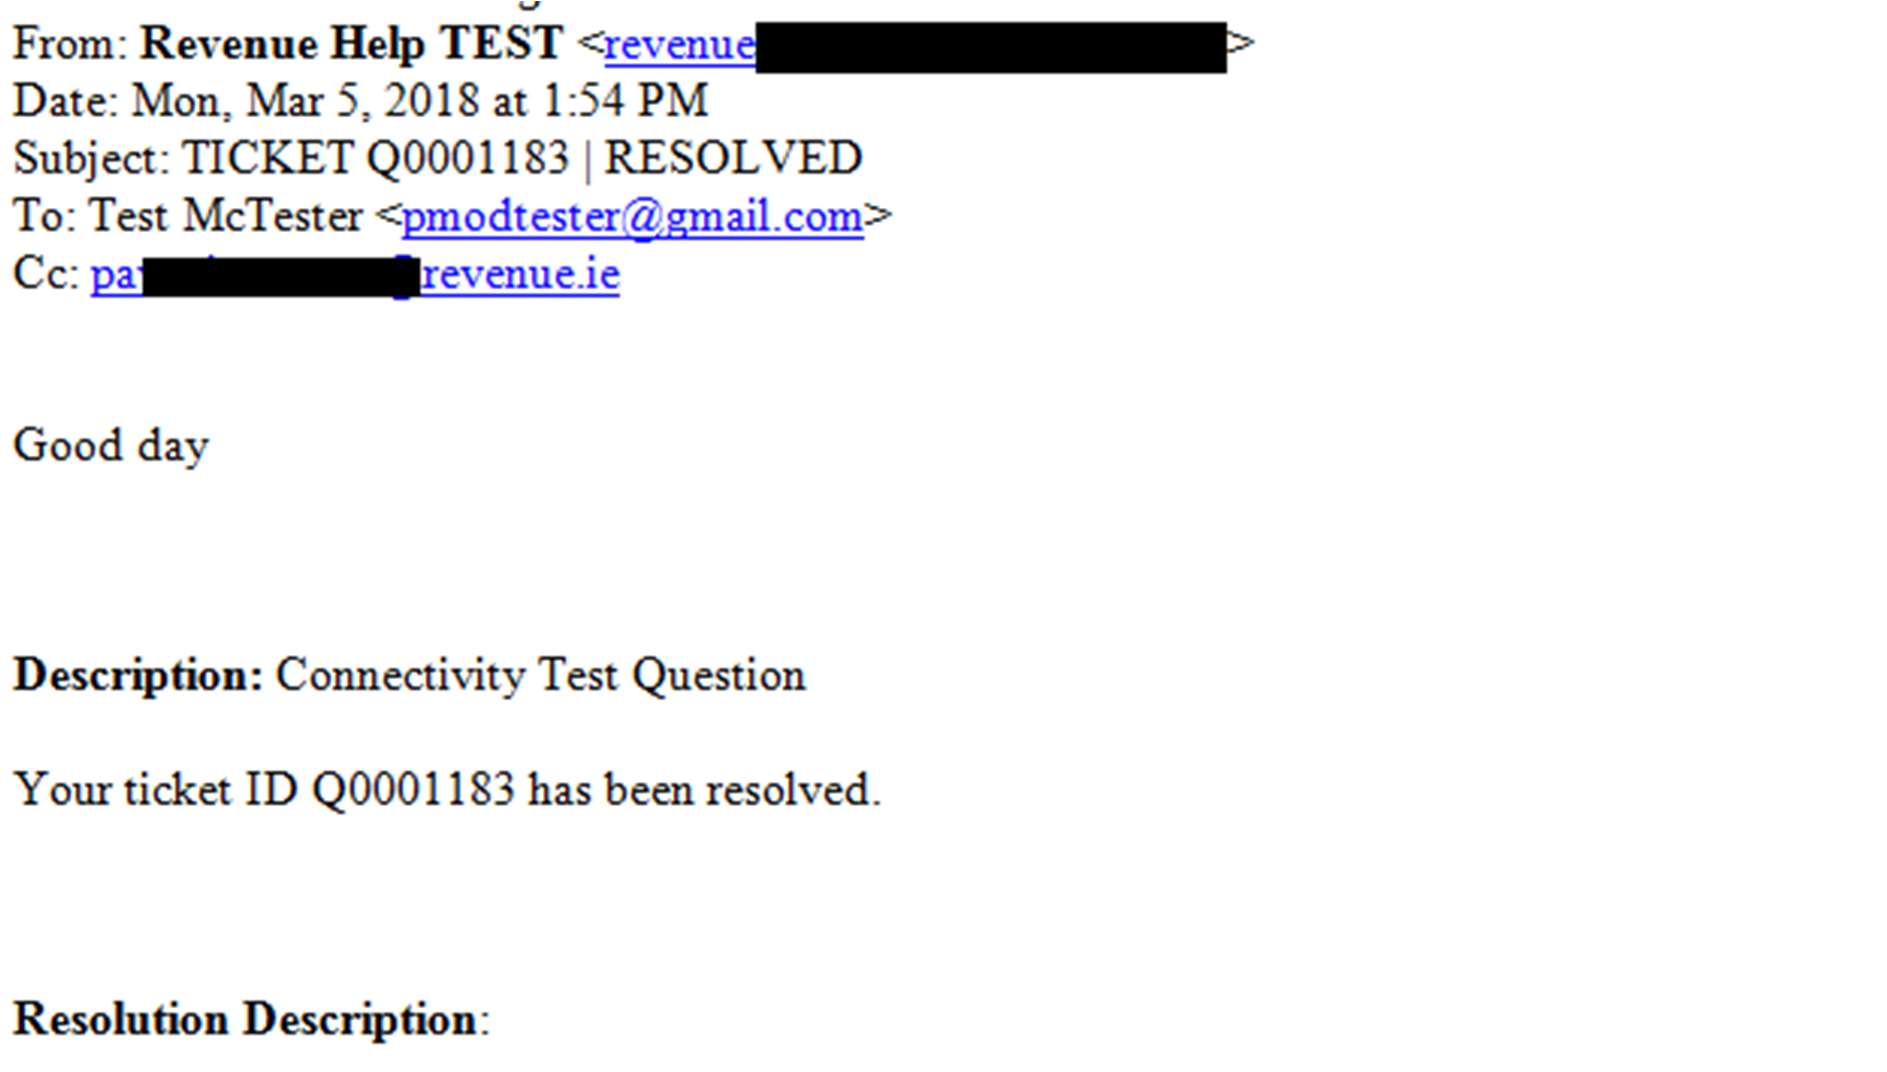 From: Revenue Help TEST <revenue>
Date: Mon, Mar 5, 2018 at 1:54 PM
Subject: TICKET Q0001183 | RESOLVED
To: Test McTester <pmodtester@gmail.com>
Cc: pa revenue.ie
Good day
Description: Connectivity Test Question
Your ticket ID Q0001183 has been resolved.
Resolution Description: